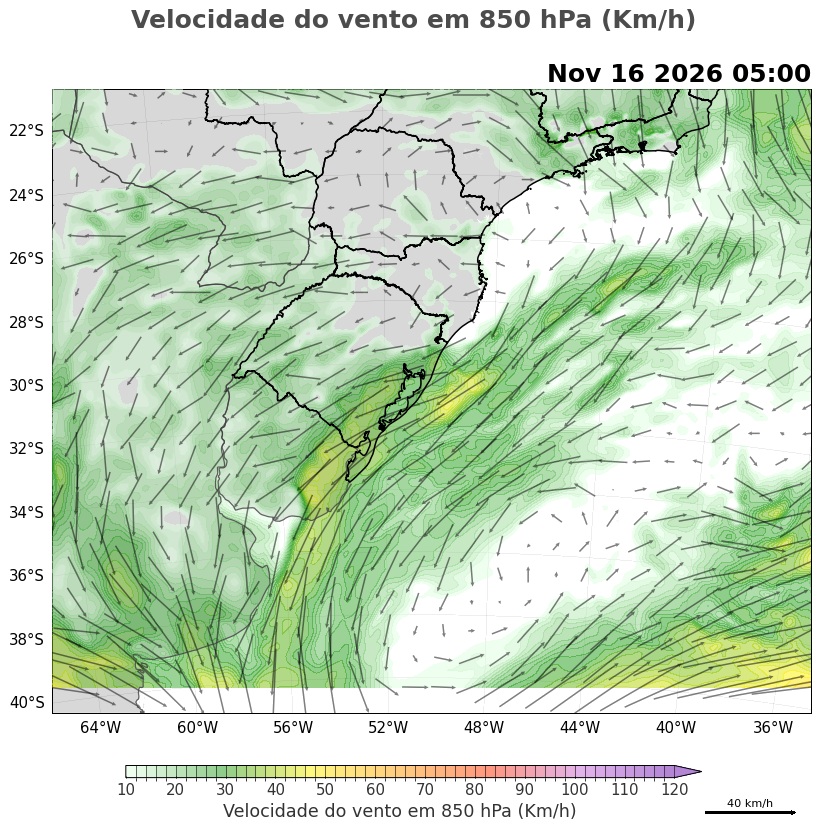 Velocidade do vento em 850 hPa (Km/h)
Nov 16 2026 05:00
22°S
24°S
26°S
28°S
30°S
32°S
34°S
36°S
38°S
40°S
64°W 60°W 56°W 52°W 48°W 44°W 40°W 36°W
10 20 30 40 50 60 70 80 90 100 110 120
Velocidade do vento em 850 hPa (Km/h)
40 km/h